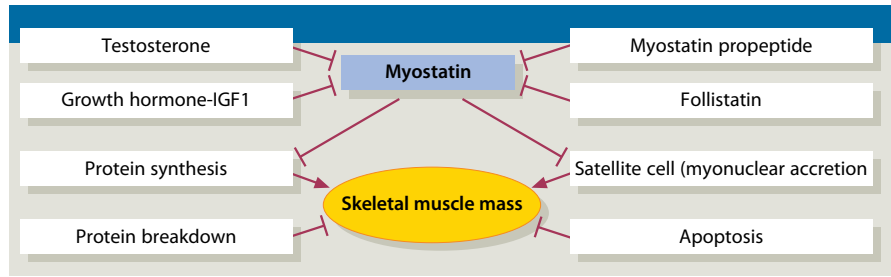 Testosterone
Myostatin propeptide
Myostatin
Growth hormone-IGF1
Follistatin
Protein synthesis
Satellite cell (myonuclear accretion
Skeletal muscle mass
Protein breakdown
Apoptosis